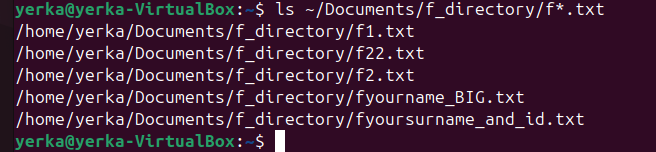 yerka@yerka-VirtualBox:~$ ls ~/Documents/f_directory/f*.txt
/home/yerka/Documents/f_directory/f1.txt
/home/yerka/Documents/f_directory/f22.txt
/home/yerka/Documents/f_directory/f2.txt
/home/yerka/Documents/f_directory/fyourname_BIG.txt
/home/yerka/Documents/f_directory/fyoursurname_and_id.txt
yerka@yerka-VirtualBox:~$